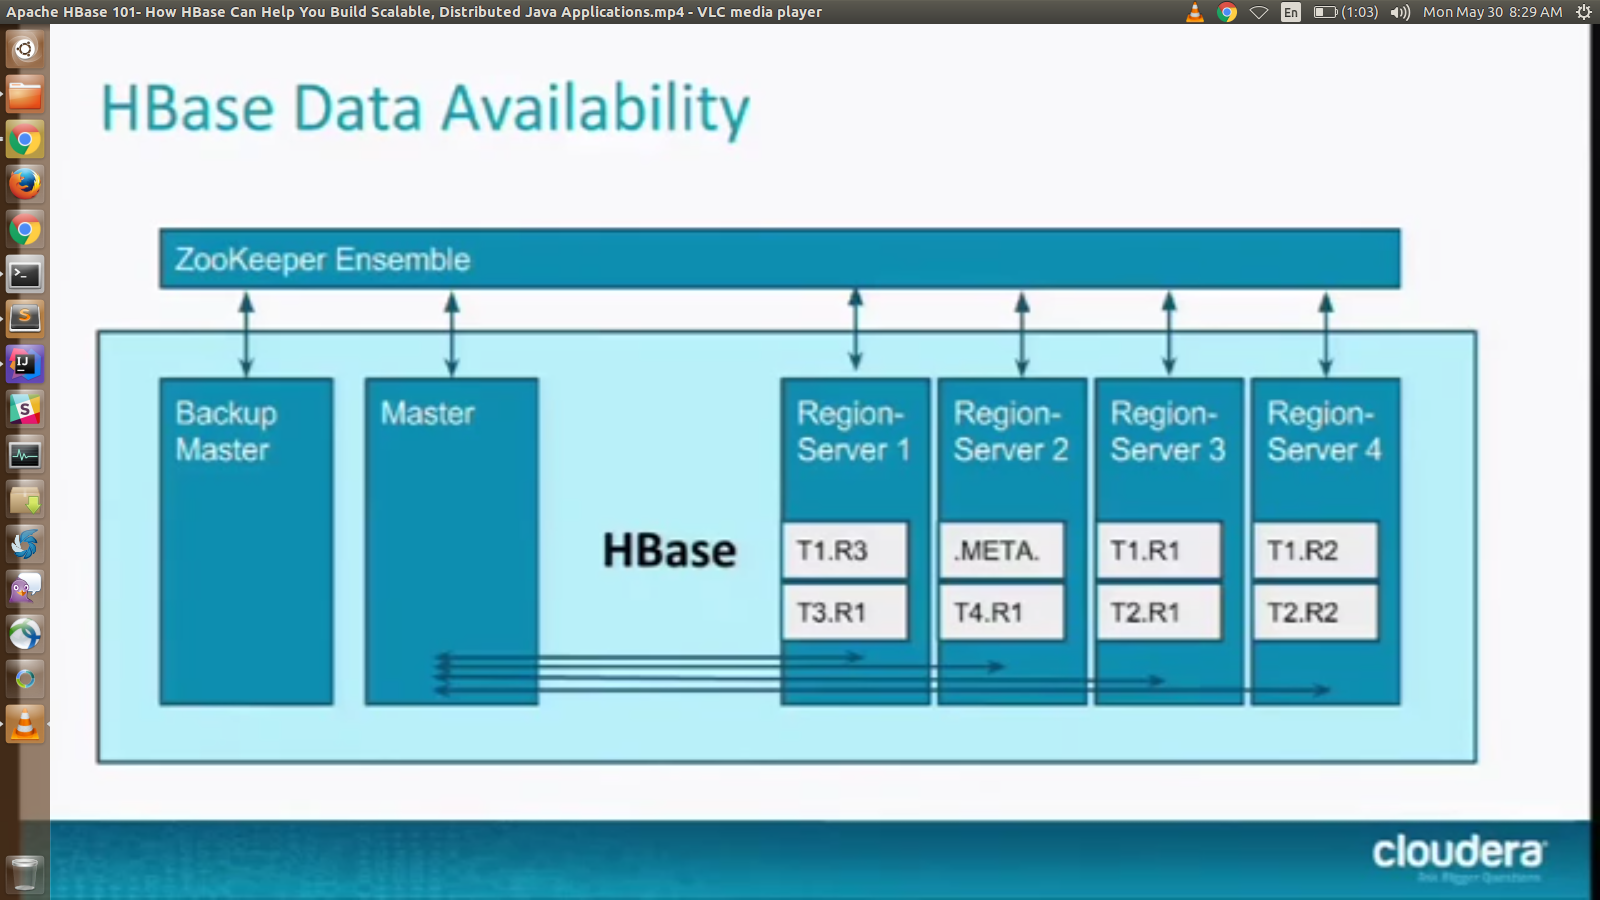 Apache HBase 101- How HBase Can Help You Build Scalable, Distributed Java Applications.mp4 - VLC media player
En
(1:03)
Mon May 30 8:29 AM
HBase Data Availability
ZooKeeper Ensemble
Backup
Master
Master
HBase
Region-
Server 1
T1.R3
T3.R1
Region-
Server 2
.META.
T4.R1
Region-
Server 3
T1.R1
T2.R1
Region-
Server 4
T1.R2
T2.R2
cloudera
Ask Bigger Questions